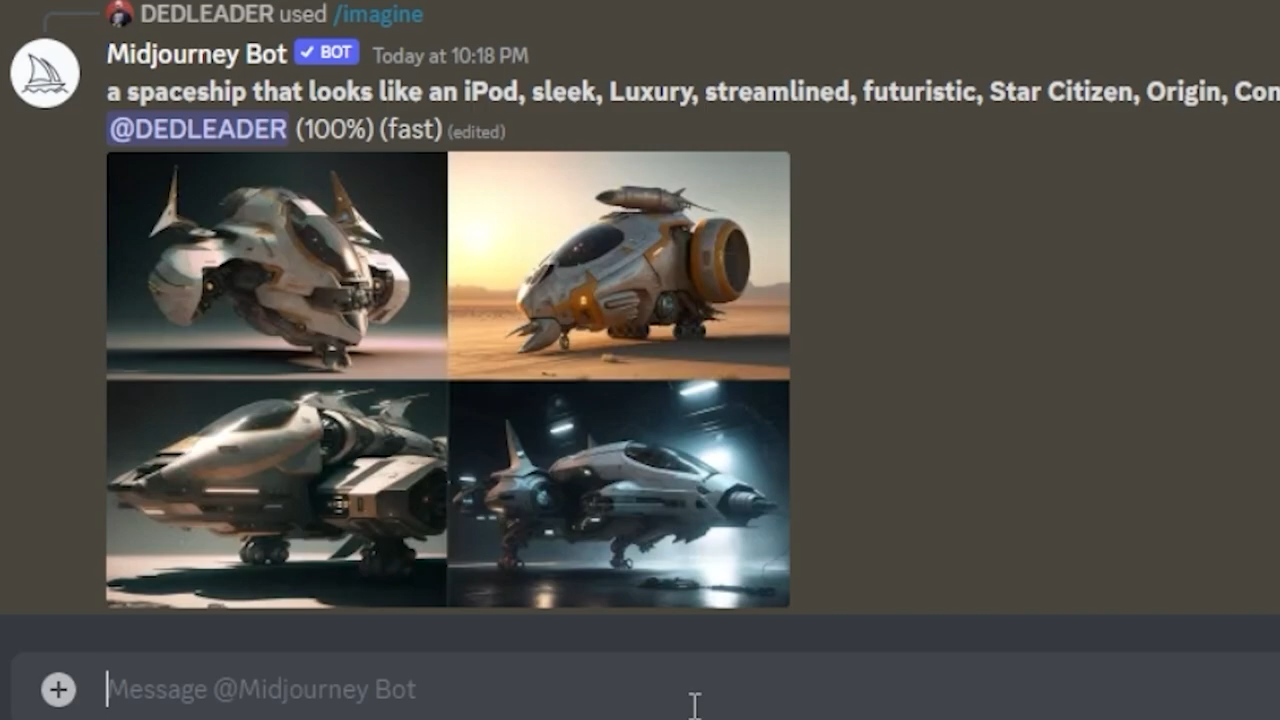 DEDLEADER used /imagine
Midjourney Bot ✓ BOT Today at 10:18 PM
a spaceship that looks like an iPod, sleek, Luxury, streamlined, futuristic, Star Citizen, Origin, Con
@DEDLEADER (100%) (fast) (edited)
Message @Midjourney Bot